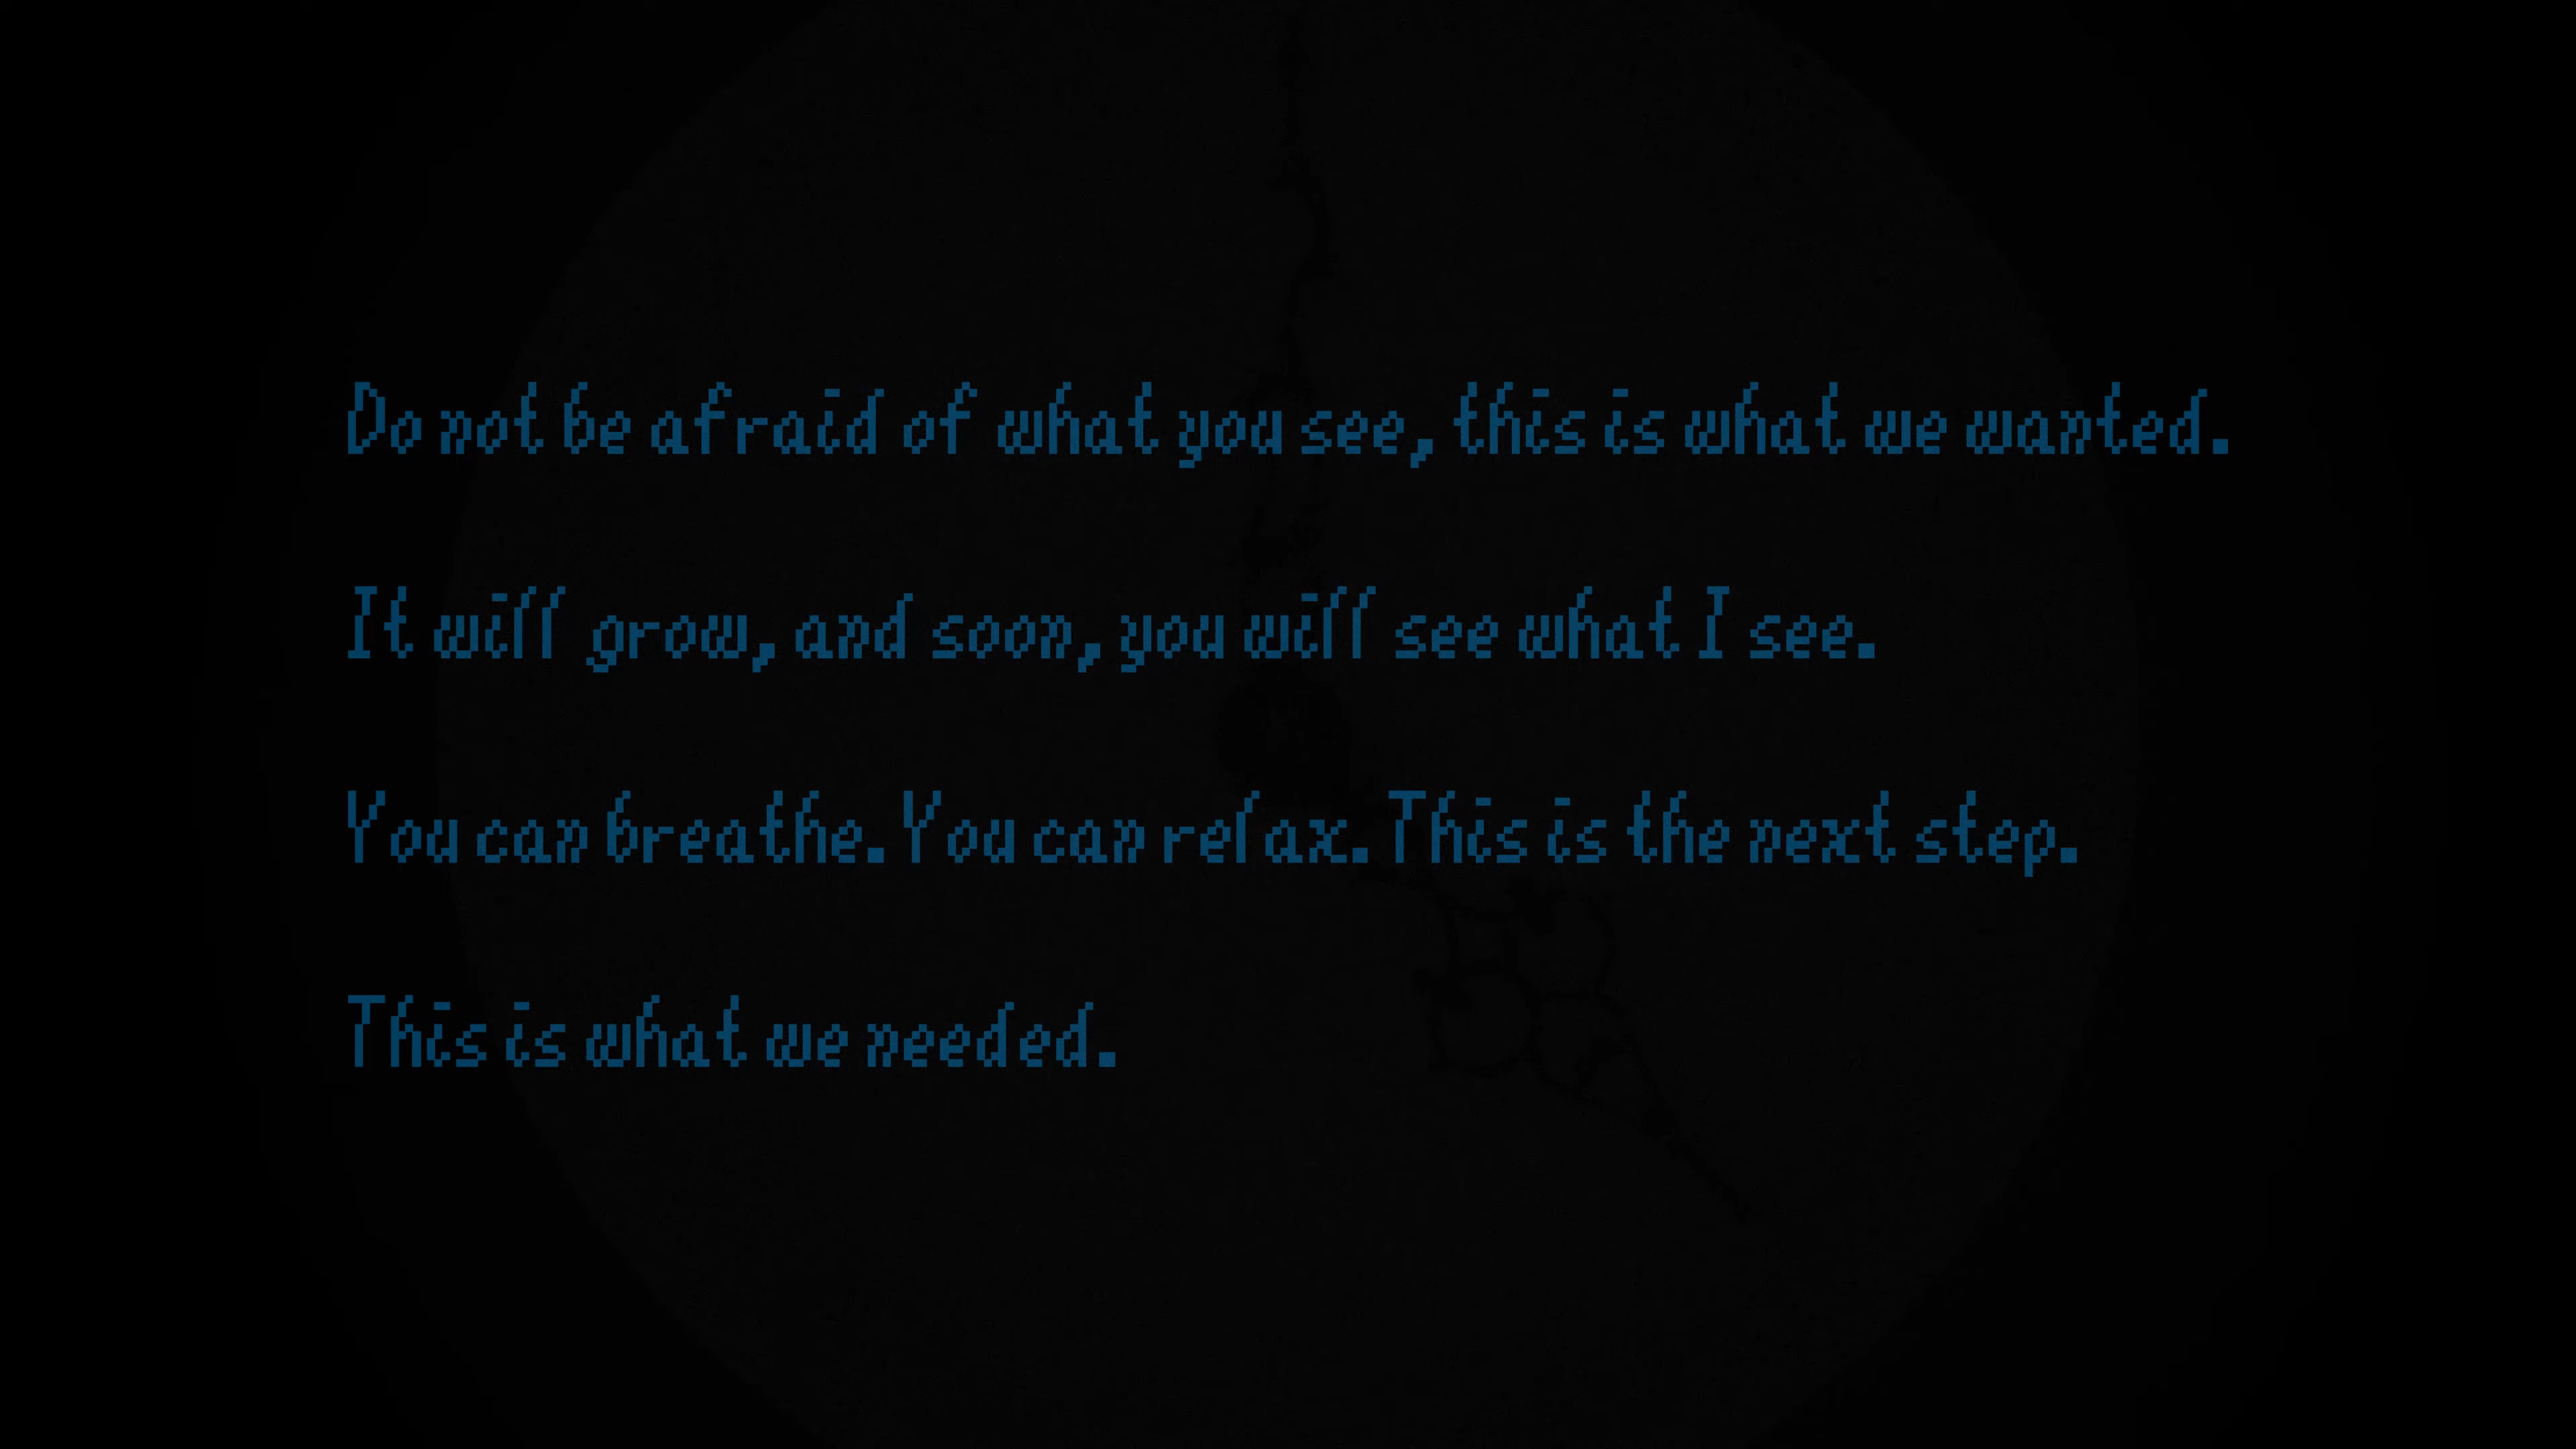 Do not be afraid of what you see, this is what we wanted.
It will grow, and soon, you will see what I see.
You can breathe. You can relax. This is the next step.
This is what we needed.